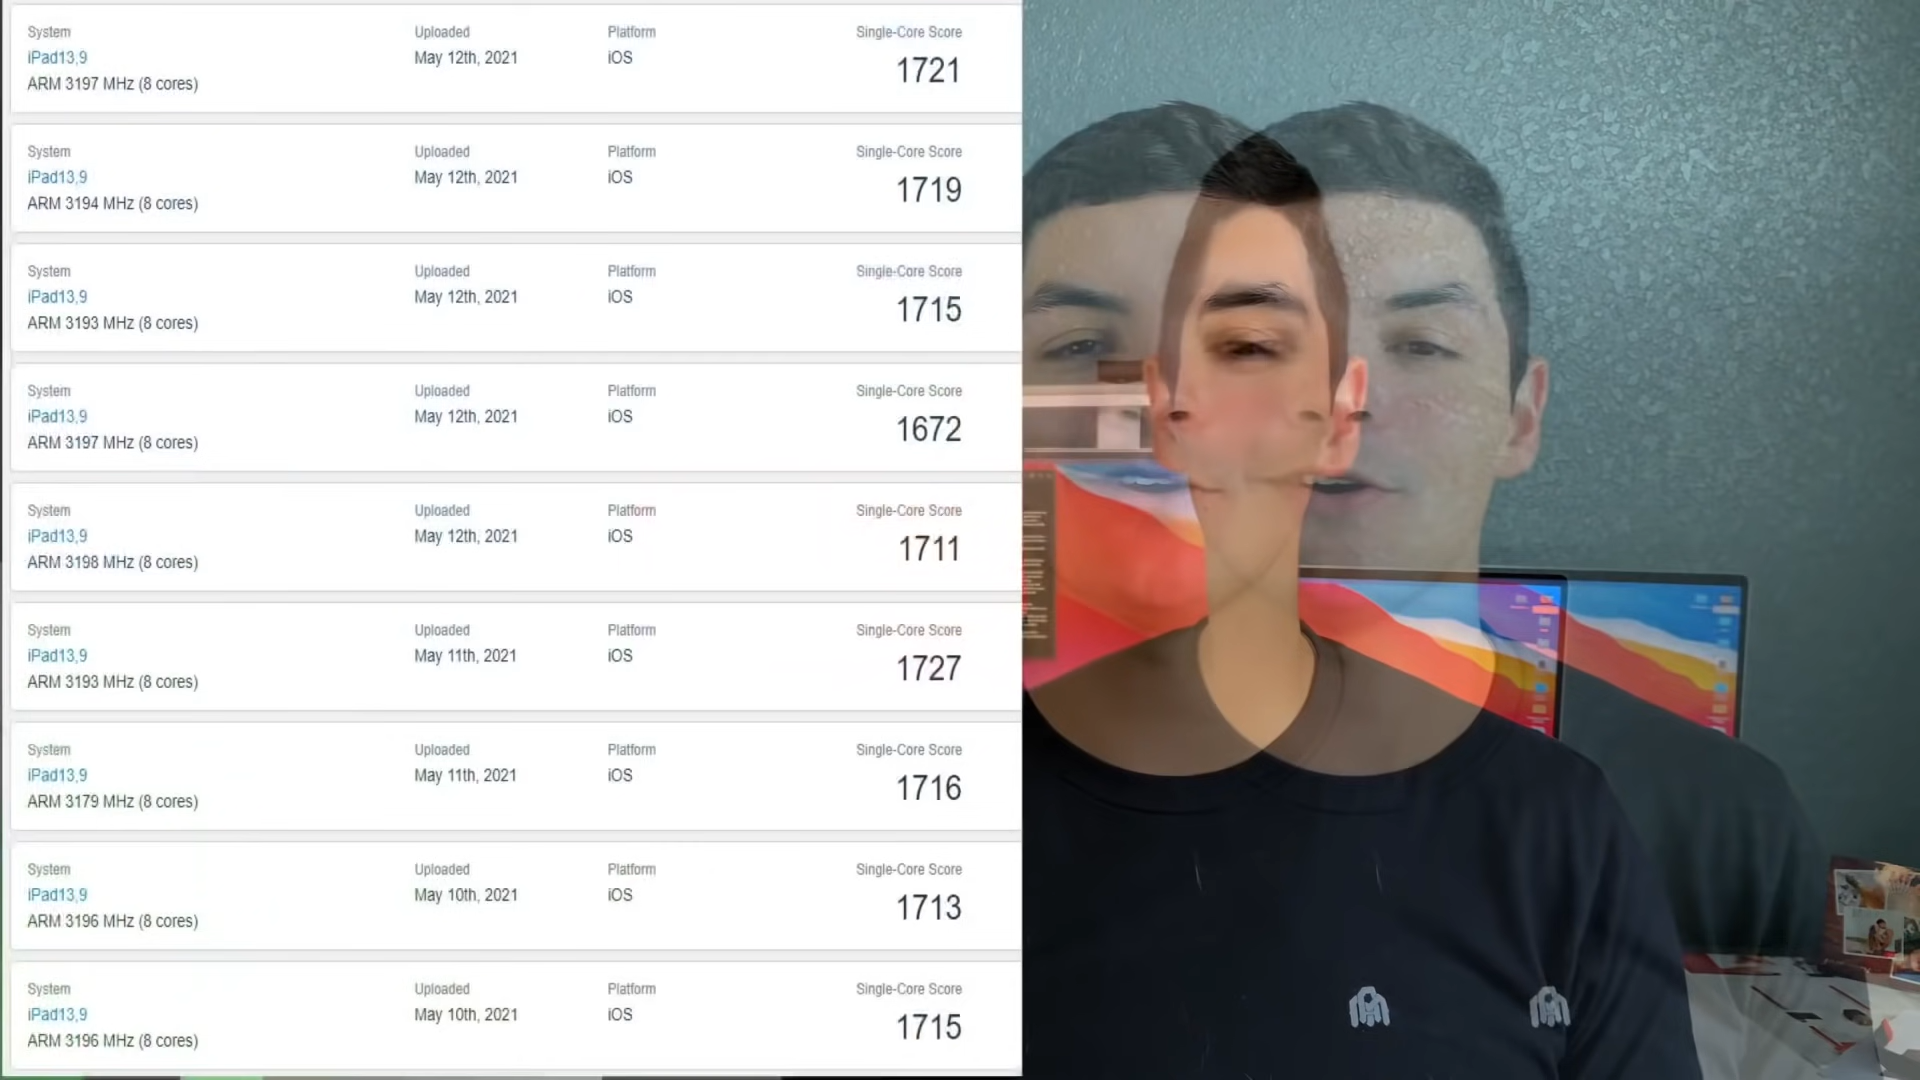 System Uploaded Platform Single-Core Score
iPad13,9 May 12th, 2021 iOS 1721
ARM 3197 MHz (8 cores)
System Uploaded Platform Single-Core Score
iPad13,9 May 12th, 2021 iOS 1719
ARM 3194 MHz (8 cores)
System Uploaded Platform Single-Core Score
iPad13,9 May 12th, 2021 iOS 1715
ARM 3193 MHz (8 cores)
System Uploaded Platform Single-Core Score
iPad13,9 May 12th, 2021 iOS 1672
ARM 3197 MHz (8 cores)
System Uploaded Platform Single-Core Score
iPad13,9 May 12th, 2021 iOS 1711
ARM 3198 MHz (8 cores)
System Uploaded Platform Single-Core Score
iPad13,9 May 11th, 2021 iOS 1727
ARM 3193 MHz (8 cores)
System Uploaded Platform Single-Core Score
iPad13,9 May 11th, 2021 iOS 1716
ARM 3179 MHz (8 cores)
System Uploaded Platform Single-Core Score
iPad13,9 May 10th, 2021 iOS 1713
ARM 3196 MHz (8 cores)
System Uploaded Platform Single-Core Score
iPad13,9 May 10th, 2021 iOS 1715
ARM 3196 MHz (8 cores)